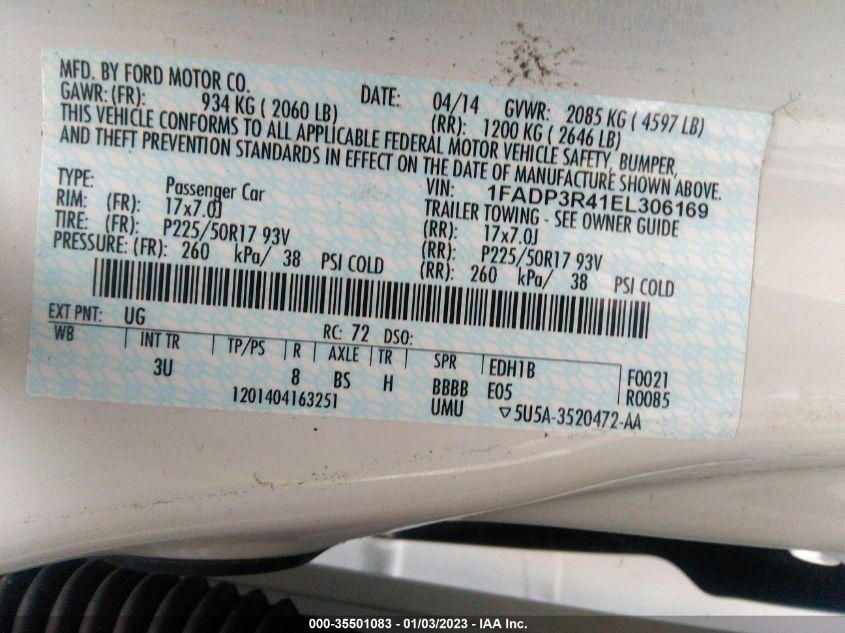 MFD. BY FORD MOTOR CO.
DATE: 04/14 GVWR: 2085 KG ( 4597 LB)
GAWR: (FR): 934 KG ( 2060 LB) (RR): 1200 KG ( 2646 LB)
THIS VEHICLE CONFORMS TO ALL APPLICABLE FEDERAL MOTOR VEHICLE SAFETY, BUMPER,
AND THEFT PREVENTION STANDARDS IN EFFECT ON THE DATE OF MANUFACTURE SHOWN ABOVE.
VIN: 1FADP3R41EL306169
TYPE: Passenger Car TRAILER TOWING - SEE OWNER GUIDE
RIM: (FR): 17x7.0J (RR): 17x7.0J
TIRE: (FR): P225/50R17 93V (RR): P225/50R17 93V
PRESSURE: (FR): 260 kPa/ 38 PSI COLD (RR): 260 kPa/ 38 PSI COLD
EXT PNT: UG RC: 72 DSO:
WB INT TR TP/PS R AXLE TR SPR EDH1B F0021
3U 8 BS H BBBB E05 R0085
1201404163251 UMU ▽5U5A-3520472-AA
000-35501083 - 01/03/2023 - IAA Inc.